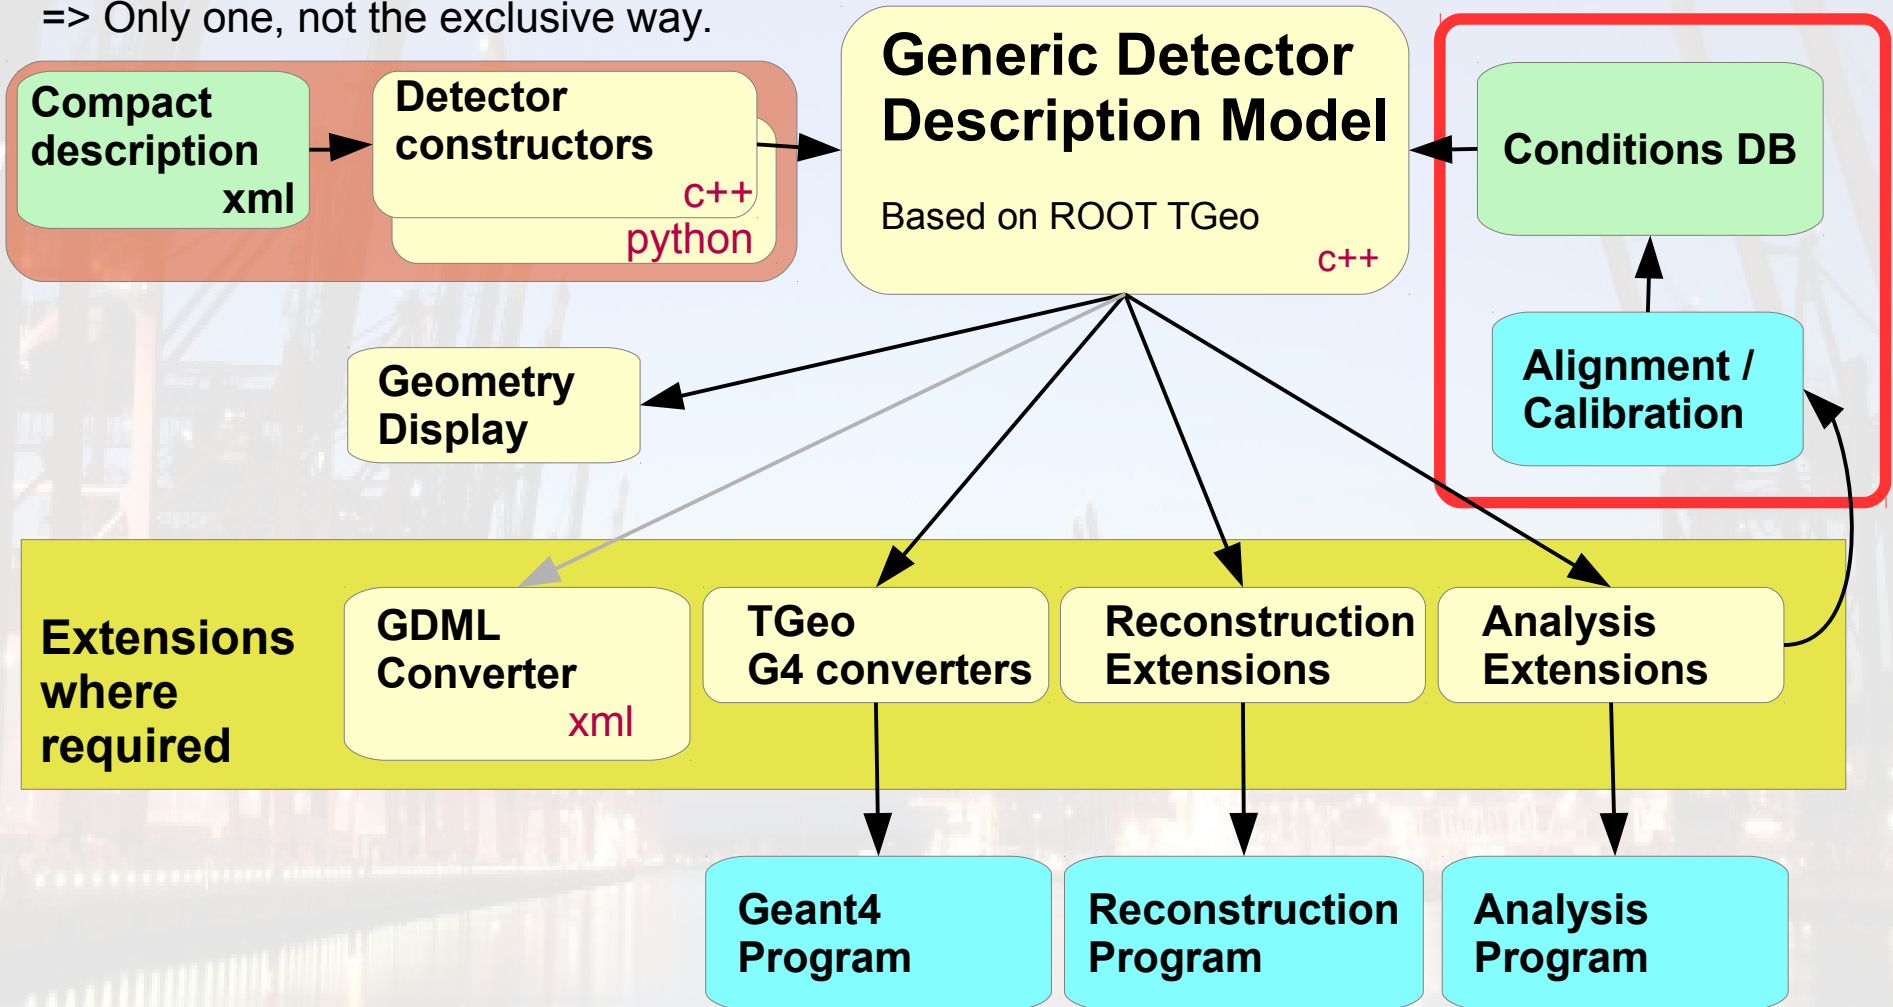 => Only one, not the exclusive way.
Compact
description
xml
Detector
constructors
c++
python
Generic Detector
Description Model
Based on ROOT TGeo
c++
Conditions DB
Alignment /
Calibration
Geometry
Display
Extensions
where
required
GDML
Converter
xml
TGeo
G4 converters
Reconstruction
Extensions
Analysis
Extensions
Geant4
Program
Reconstruction
Program
Analysis
Program